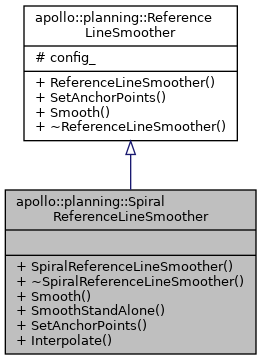 apollo::planning::Reference
LineSmoother
# config_
+ ReferenceLineSmoother()
+ SetAnchorPoints()
+ Smooth()
+ ~ReferenceLineSmoother()
apollo::planning::Spiral
ReferenceLineSmoother
+ SpiralReferenceLineSmoother()
+ ~SpiralReferenceLineSmoother()
+ Smooth()
+ SmoothStandAlone()
+ SetAnchorPoints()
+ Interpolate()